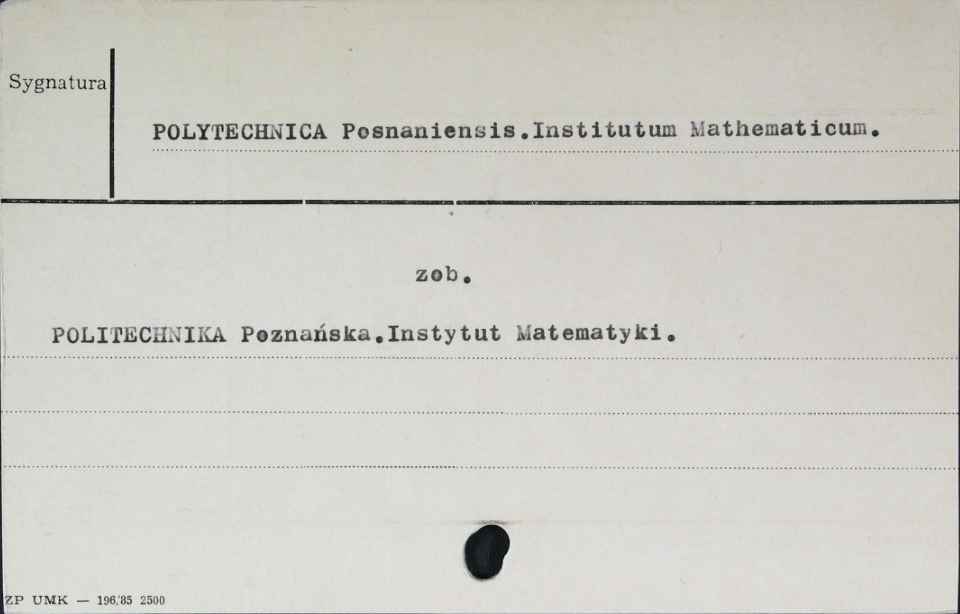 Sygnatura
POLYTECHNICA Posnaniensis.Institutum Mathematicum.
zob.
POLITECHNIKA Poznańska.Instytut Matematyki.
ZP UMK — 196/85 2500